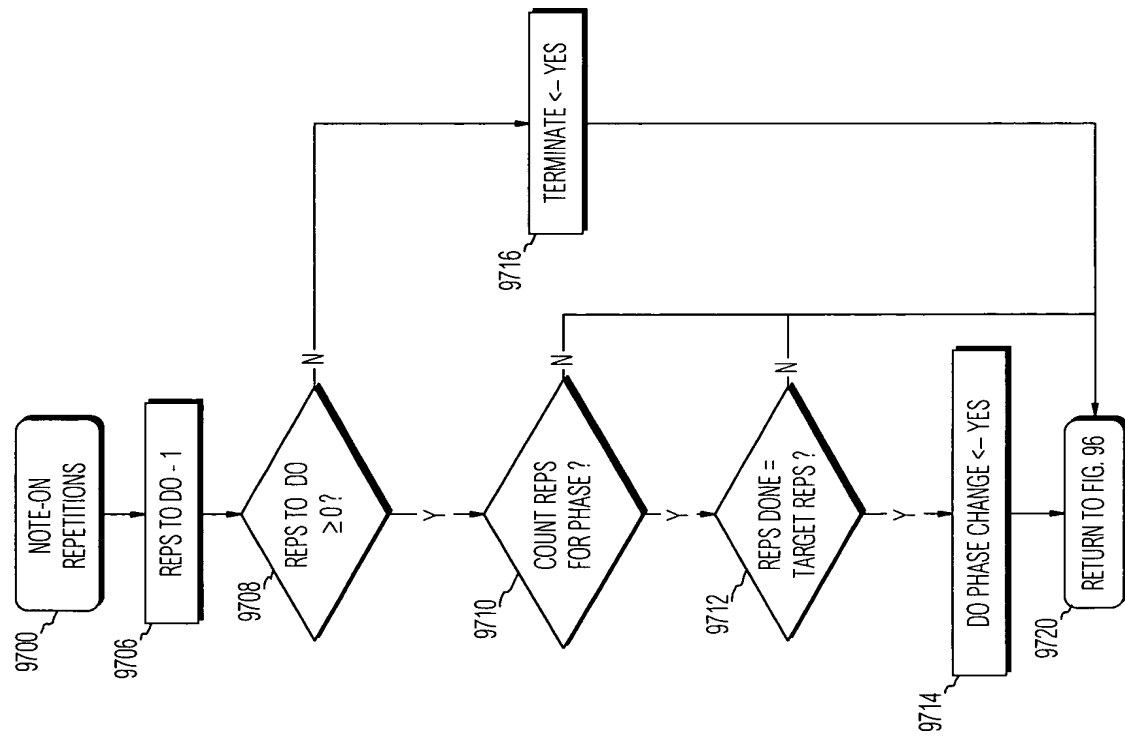 NOTE-ON
REPETITIONS
9700
REPS TO DO - 1
9706
REPS TO DO
≥0?
9708
N
Y
TERMINATE <– YES
9716
COUNT REPS
FOR PHASE ?
9710
N
Y
REPS DONE =
TARGET REPS ?
9712
N
Y
DO PHASE CHANGE <– YES
9714
RETURN TO FIG. 96
9720